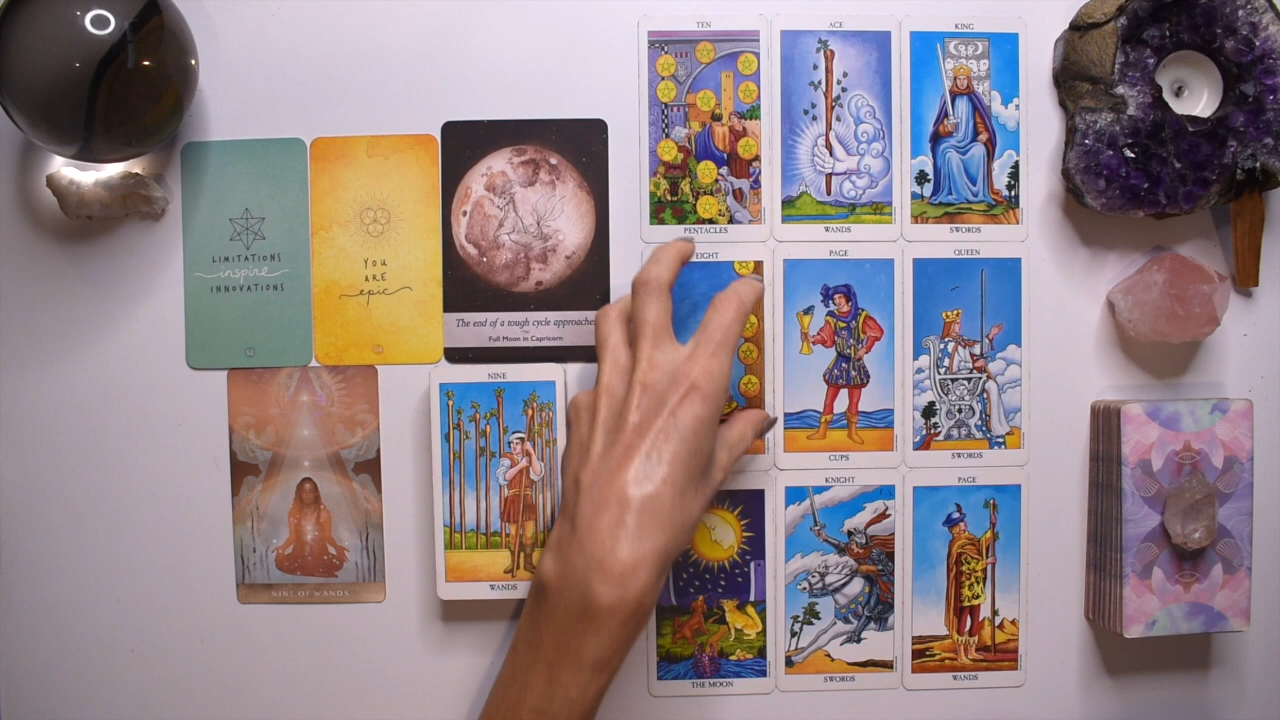 LIMITATIONS
inspire
INNOVATIONS
YOU
ARE
epic
The end of a tough cycle approaches
Full Moon in Capricorn
NINE OF WANDS
NINE
WANDS
TEN
PENTACLES
ACE
WANDS
KING
SWORDS
EIGHT
PAGE
CUPS
QUEEN
SWORDS
THE MOON
KNIGHT
SWORDS
PAGE
WANDS